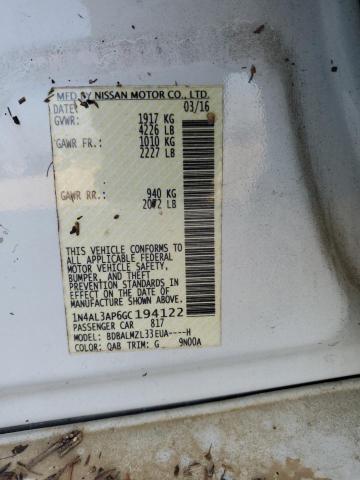 MFD BY NISSAN MOTOR CO., LTD.
DATE: 03/16
GVWR: 1917 KG
4226 LB
GAWR FR: 1010 KG
2227 LB
GAWR RR: 940 KG
2072 LB
THIS VEHICLE CONFORMS
TO ALL APPLICABLE FEDERAL
MOTOR VEHICLE SAFETY,
BUMPER, AND THEFT
PREVENTION STANDARDS
IN EFFECT ON THE DATE
OF MANUFACTURE SHOWN
ABOVE.
1N4AL3AP6GC194122
PASSENGER CAR 817
MODEL: BDBALMZL33EUA----H
COLOR: QAB TRIM: G 9N00A